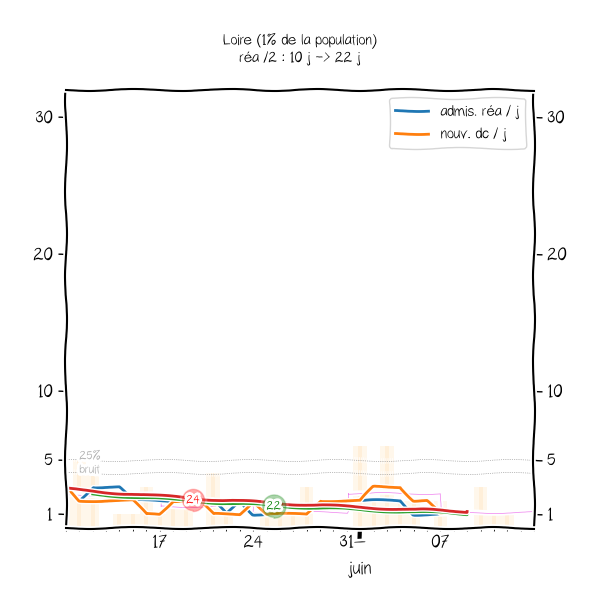 Loire (1% de la population)
réa /2 : 10 j -> 22 j
admis. réa / j
nouv. dc / j
30
30
20
20
10
10
5
5
25%
bruit
24
22
1
1
17
24
31
07
juin